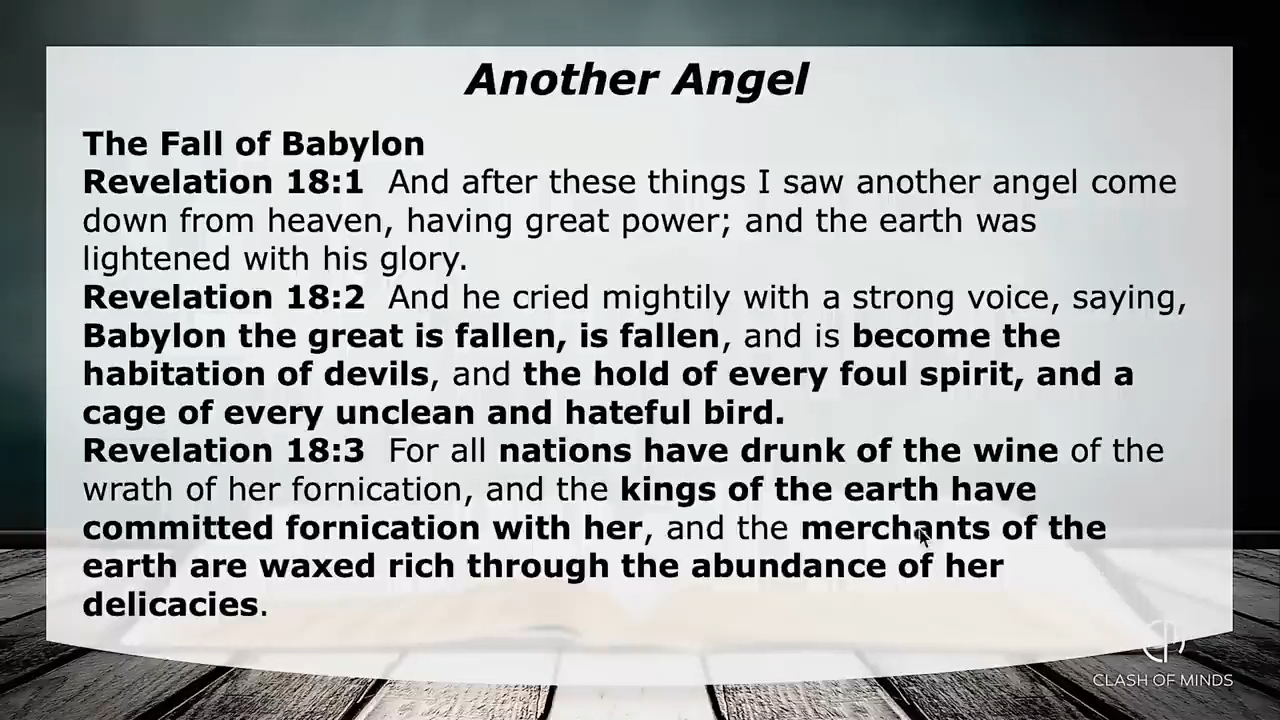 Another Angel
The Fall of Babylon
Revelation 18:1 And after these things I saw another angel come
down from heaven, having great power; and the earth was
lightened with his glory.
Revelation 18:2 And he cried mightily with a strong voice, saying,
Babylon the great is fallen, is fallen, and is become the
habitation of devils, and the hold of every foul spirit, and a
cage of every unclean and hateful bird.
Revelation 18:3 For all nations have drunk of the wine of the
wrath of her fornication, and the kings of the earth have
committed fornication with her, and the merchants of the
earth are waxed rich through the abundance of her
delicacies.
CLASH OF MINDS